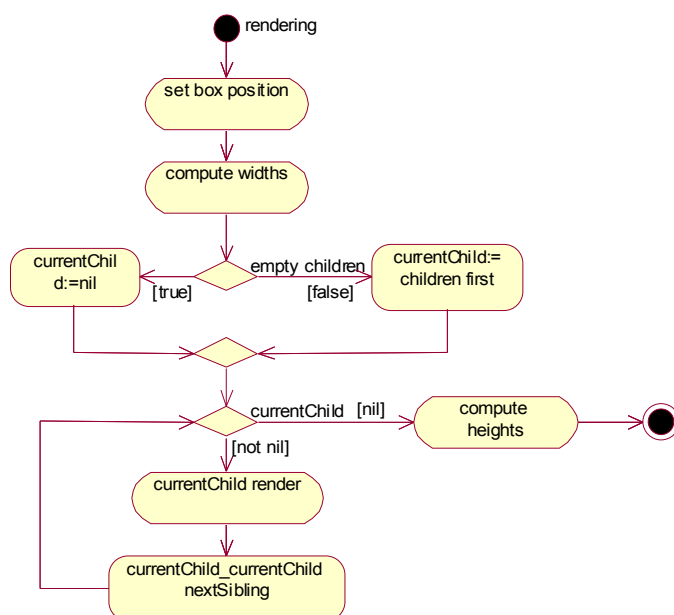 rendering
set box position
compute widths
empty children
currentChil
d:=nil
[true]
[false]
currentChild:=
children first
currentChild [nil]
compute
heights
[not nil]
currentChild render
currentChild_currentChild
nextSibling